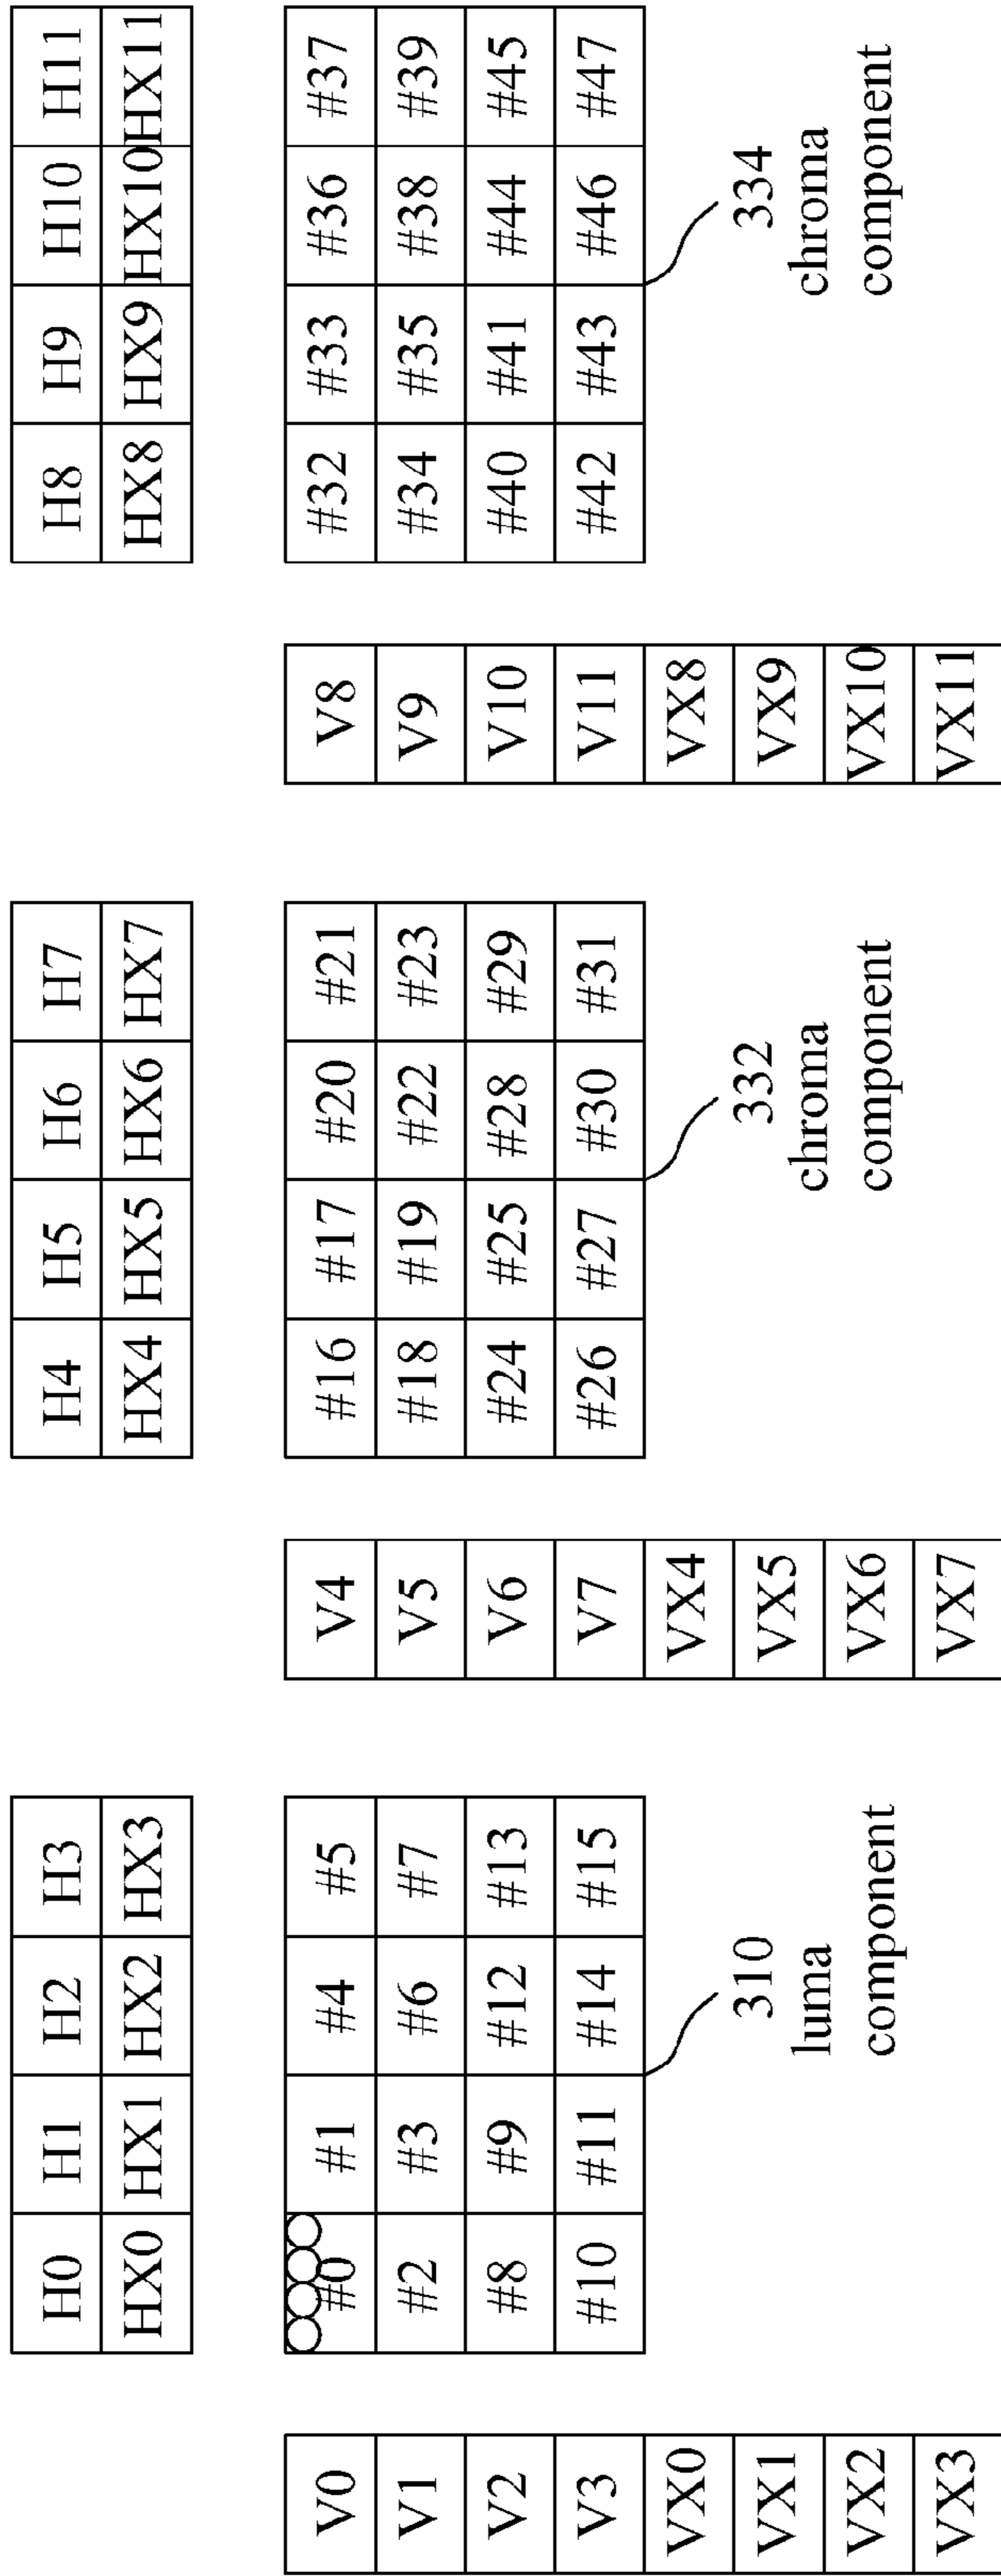 H0 H1 H2 H3
HX0 HX1 HX2 HX3
V0
V1
V2
V3
VX0
VX1
VX2
VX3
#0 #1 #4 #5
#2 #3 #6 #7
#8 #9 #12 #13
#10 #11 #14 #15
310
luma
component
H4 H5 H6 H7
HX4 HX5 HX6 HX7
V4
V5
V6
V7
VX4
VX5
VX6
VX7
#16 #17 #20 #21
#18 #19 #22 #23
#24 #25 #28 #29
#26 #27 #30 #31
332
chroma
component
H8 H9 H10 H11
HX8 HX9 HX10 HX11
V8
V9
V10
V11
VX8
VX9
VX10
VX11
#32 #33 #36 #37
#34 #35 #38 #39
#40 #41 #44 #45
#42 #43 #46 #47
334
chroma
component